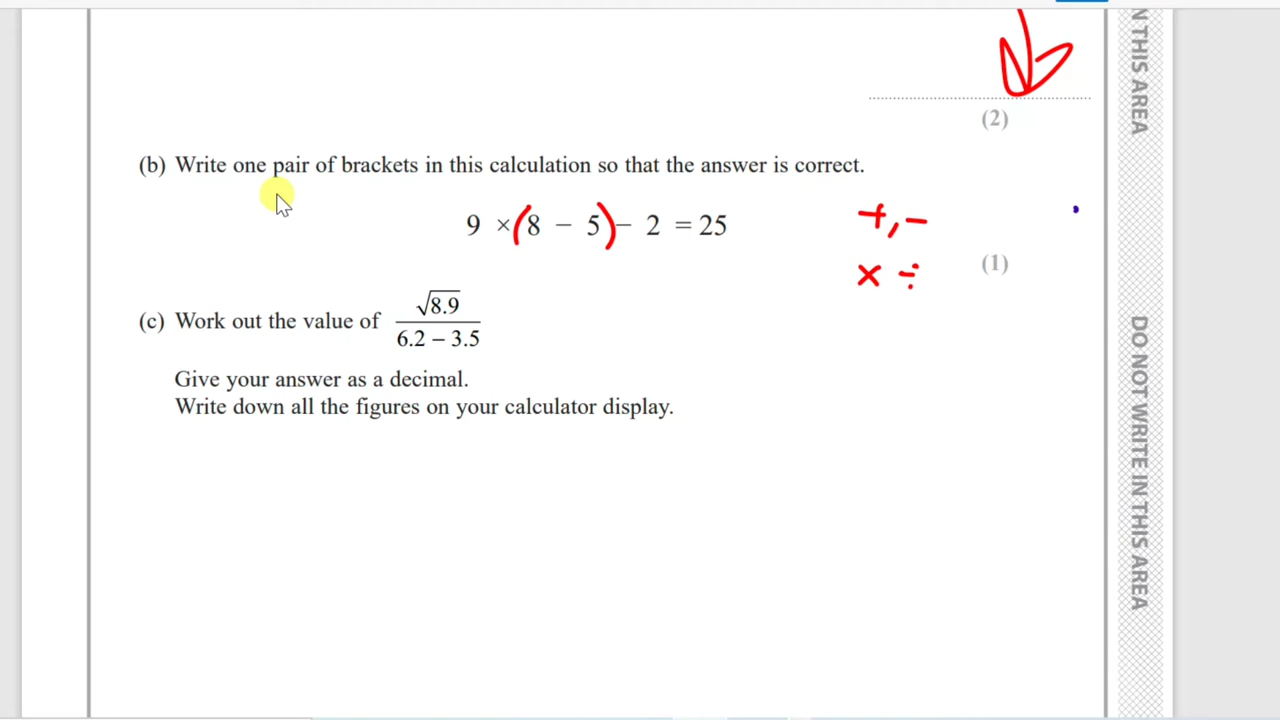 N THIS AREA
(2)
(b) Write one pair of brackets in this calculation so that the answer is correct.
9 × (8 − 5) − 2 = 25
+, −
× ÷
(1)
(c) Work out the value of √8.9 / 6.2 − 3.5
Give your answer as a decimal.
Write down all the figures on your calculator display.
DO NOT WRITE IN THIS AREA